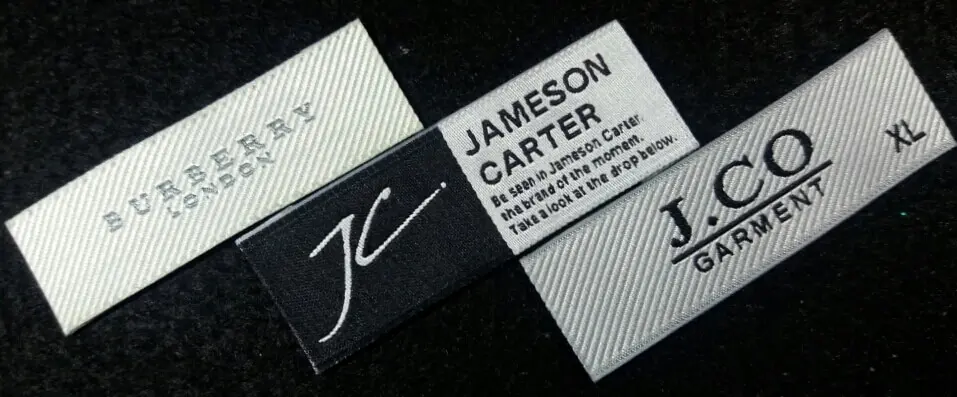 BURBERRY
LONDON
JC
JAMESON
CARTER
Be seen in Jameson Carter.
the brand of the moment.
Take a look at the drop below.
J.CO
GARMENT
XL